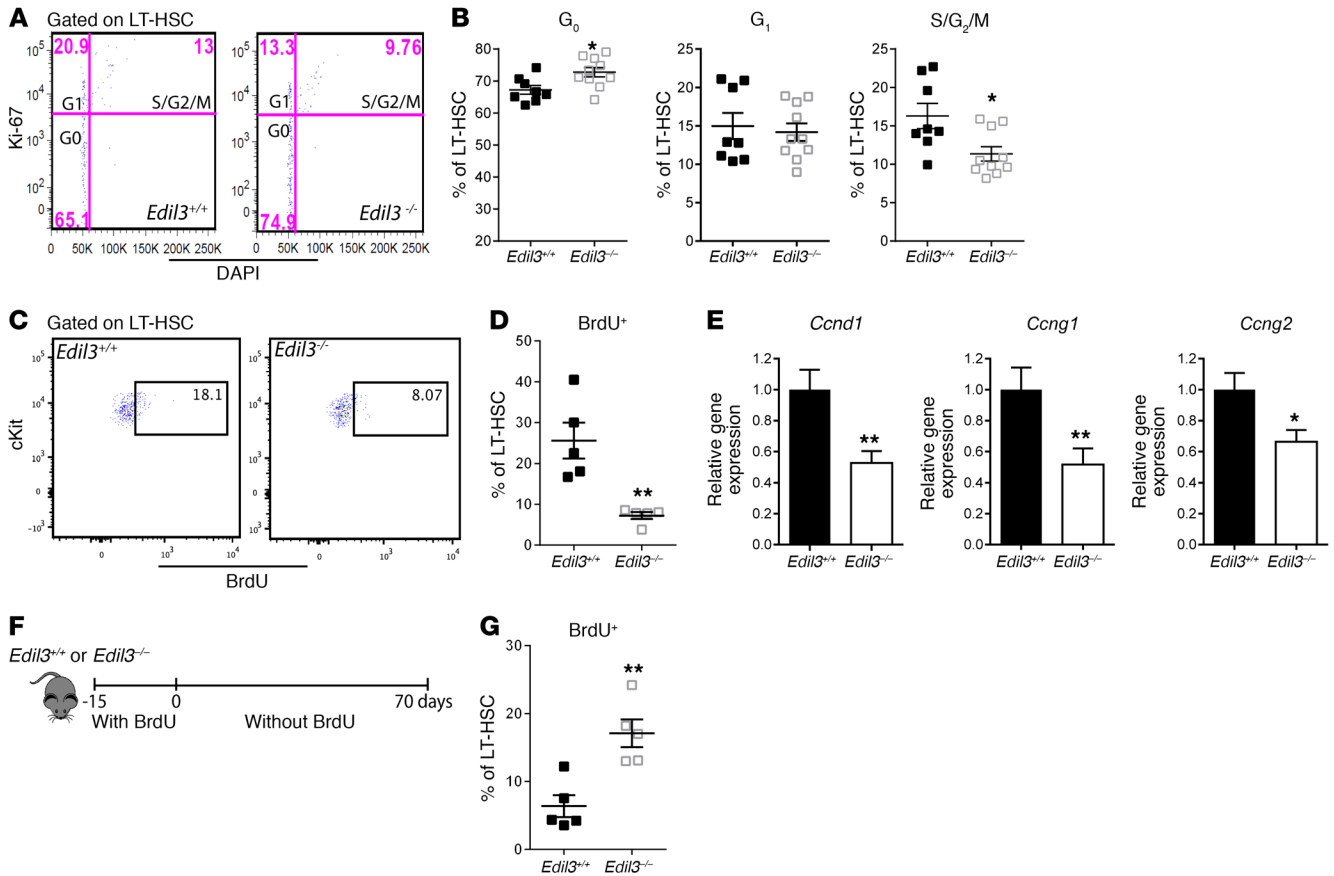 A
Gated on LT-HSC
Ki-67
10⁵
10⁴
10³
10²
0
20.9
13
G1
S/G2/M
G0
65.1
Edil3+/+
0 50K 100K 150K 200K 250K
10⁵
10⁴
10³
10²
0
13.3
9.76
G1
S/G2/M
G0
74.9
Edil3 -/-
0 50K 100K 150K 200K 250K
DAPI
B
G₀
% of LT-HSC
80
70
60
50
40
30
20
*
Edil3+/+ Edil3–/–
G₁
% of LT-HSC
25
20
15
10
5
0
Edil3+/+ Edil3–/–
S/G₂/M
% of LT-HSC
25
20
15
10
5
0
*
Edil3+/+ Edil3–/–
C
Gated on LT-HSC
cKit
Edil3+/+
10⁵
10⁴
10³
0
–10³
18.1
0 10³ 10⁴
Edil3-/-
10⁵
10⁴
10³
0
-10³
8.07
0 10³ 10⁴
BrdU
D
BrdU⁺
% of LT-HSC
50
40
30
20
10
0
**
Edil3+/+ Edil3–/–
E
Ccnd1
Relative gene
expression
1.2
1.0
0.8
0.6
0.4
0.2
0.0
**
Edil3+/+ Edil3–/–
Ccng1
Relative gene
expression
1.2
1.0
0.8
0.6
0.4
0.2
0.0
**
Edil3+/+ Edil3–/–
Ccng2
Relative gene
expression
1.2
1.0
0.8
0.6
0.4
0.2
0.0
*
Edil3+/+ Edil3–/–
F
Edil3+/+ or Edil3–/–
-15 0 70 days
With BrdU Without BrdU
G
BrdU⁺
% of LT-HSC
30
20
10
0
**
Edil3+/+ Edil3–/–